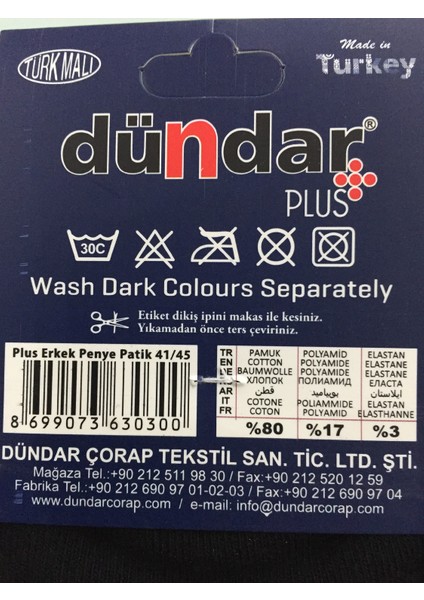 TÜRK MALI
Made in
Turkey
dündar®
PLUS
30C
Wash Dark Colours Separately
Etiket dikiş ipini makas ile kesiniz.
Yıkamadan önce ters çeviriniz.
Plus Erkek Penye Patik 41/45
8 699073 630300
TR PAMUK POLYAMİD ELASTAN
EN COTTON POLYAMIDE ELASTANE
BAUMWOLLE POLYAMIDE ELASTANE
ХЛОПОК ПОЛИАМИД ЕЛАСТА
AR قطن بوپیامید ایلاستان
IT COTONE POLIAMMIDE ELASTAN
FR COTON POLYAMID ELASTHANNE
%80 %17 %3
DÜNDAR ÇORAP TEKSTİL SAN. TİC. LTD. ŞTİ.
Mağaza Tel.:+90 212 511 98 30 / Fax:+90 212 520 12 59
Fabrika Tel.:+90 212 690 97 01-02-03 / Fax:+90 212 690 97 04
www.dundarcorap.com / e-mail: info@dundarcorap.com